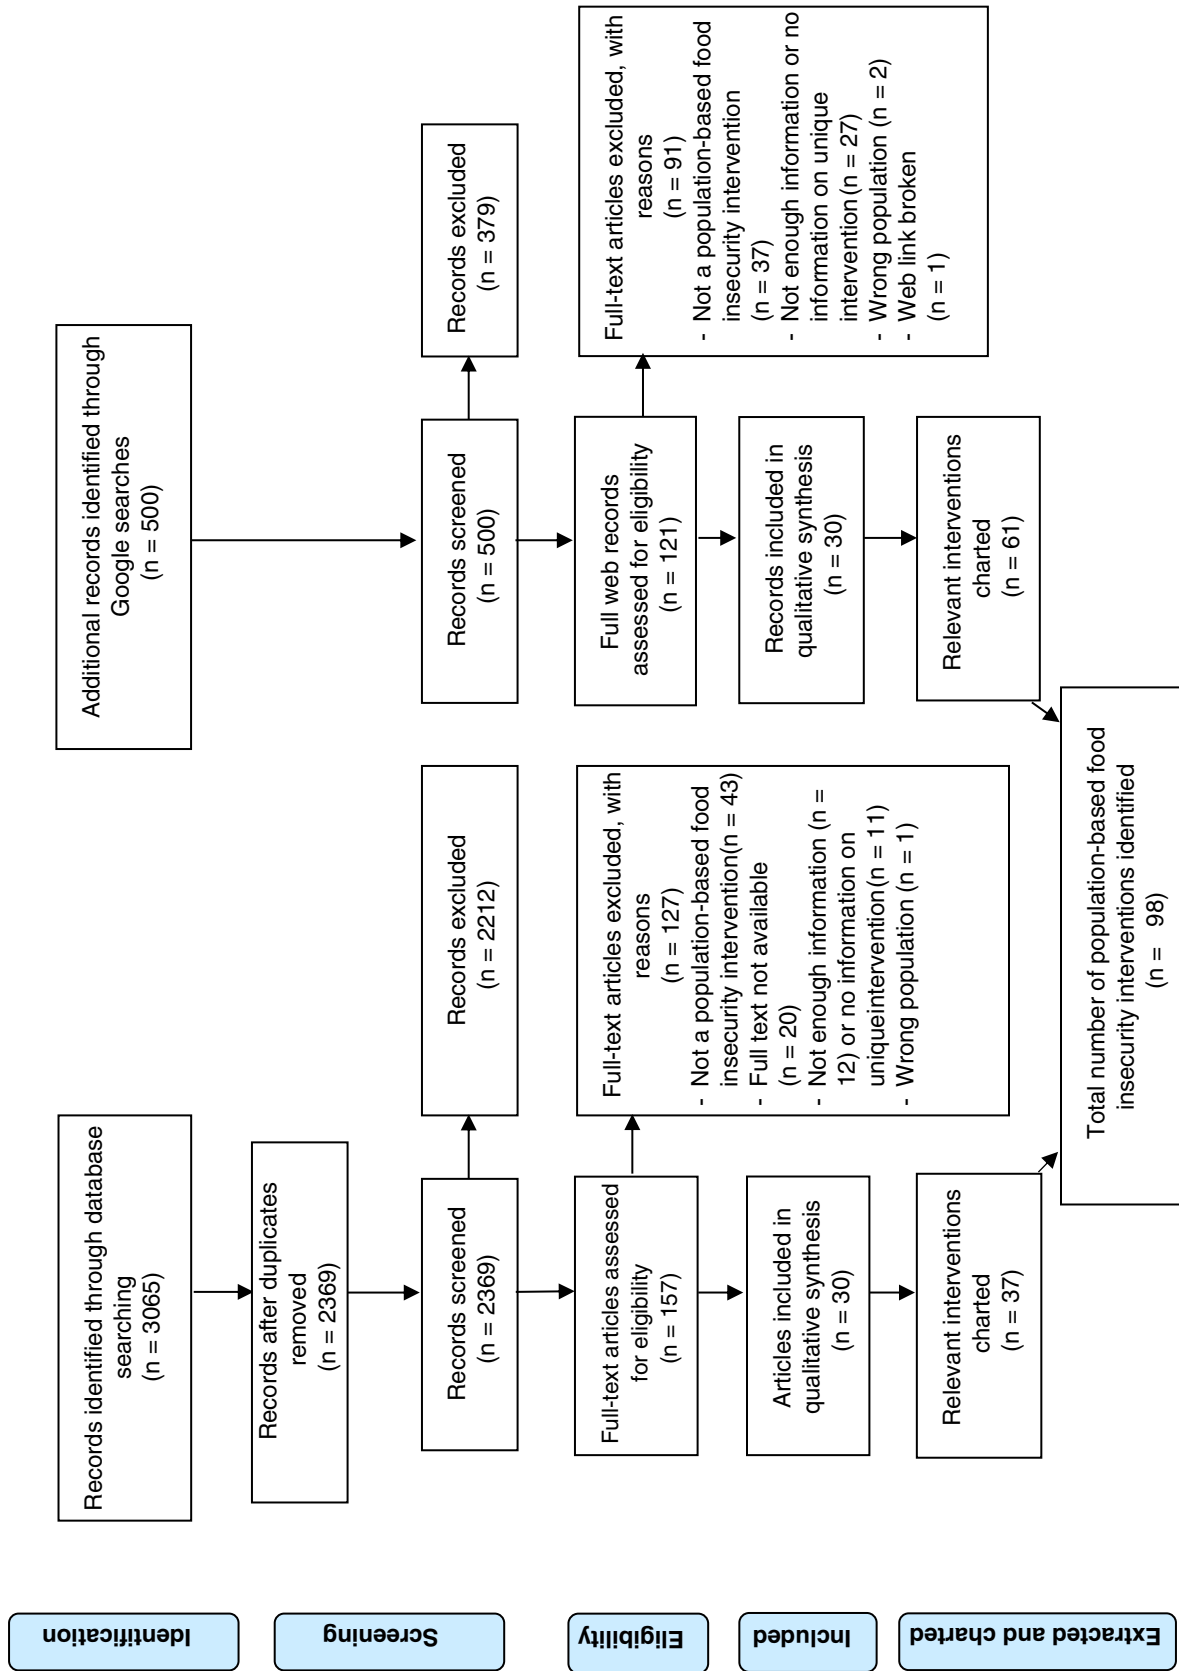 Identification
Records identified through database
searching
(n = 3065)
Additional records identified through
Google searches
(n = 500)
Screening
Records after duplicates
removed
(n = 2369)
Records screened
(n = 2369)
Records excluded
(n = 2212)
Records screened
(n = 500)
Records excluded
(n = 379)
Eligibility
Full-text articles assessed
for eligibility
(n = 157)
Full-text articles excluded, with
reasons
(n = 127)
- Not a population-based food
insecurity intervention(n = 43)
- Full text not available
(n = 20)
- Not enough information (n =
12) or no information on
uniqueintervention(n = 11)
- Wrong population (n = 1)
Full web records
assessed for eligibility
(n = 121)
Full-text articles excluded, with
reasons
(n = 91)
- Not a population-based food
insecurity intervention
(n = 37)
- Not enough information or no
information on unique
intervention(n = 27)
- Wrong population (n = 2)
- Web link broken
(n = 1)
Included
Articles included in
qualitative synthesis
(n = 30)
Records included in
qualitative synthesis
(n = 30)
Extracted and charted
Relevant interventions
charted
(n = 37)
Relevant interventions
charted
(n = 61)
Total number of population-based food
insecurity interventions identified
(n = 98)